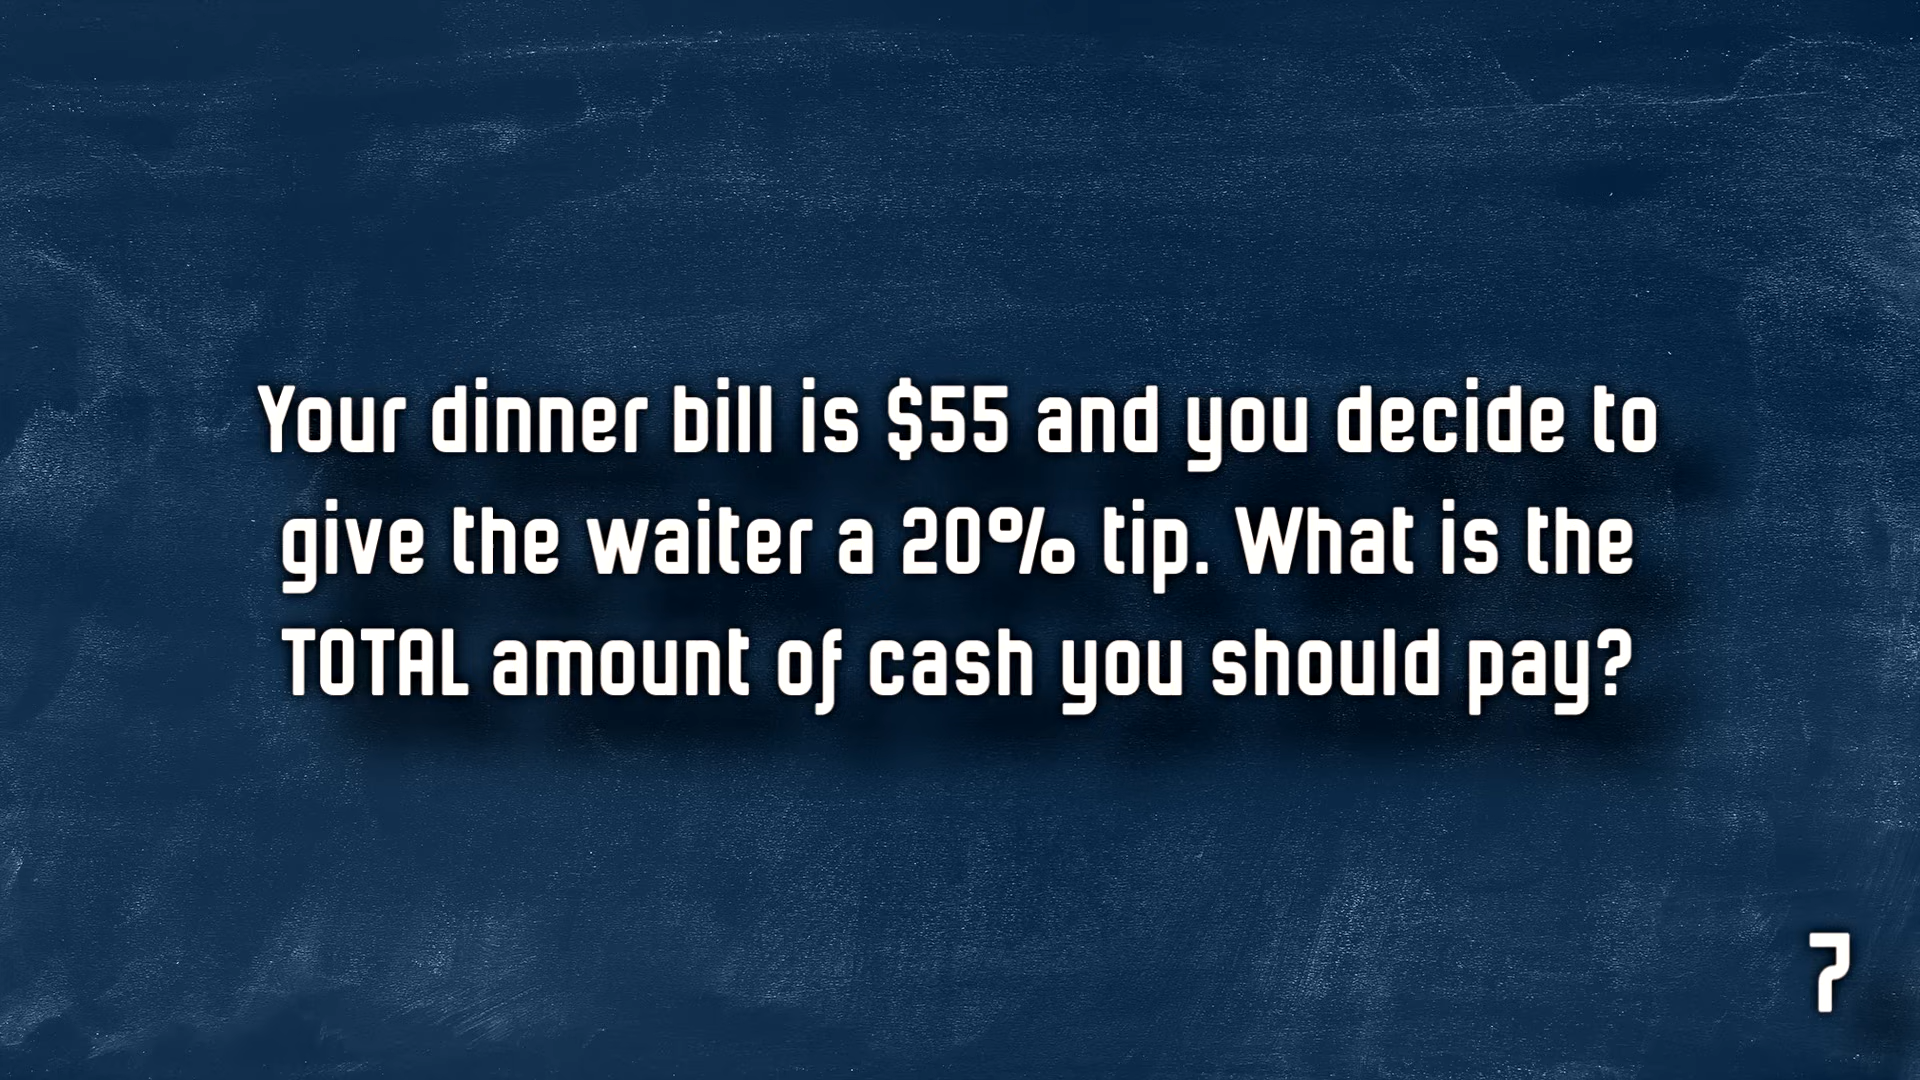 Your dinner bill is $55 and you decide to
give the waiter a 20% tip. What is the
TOTAL amount of cash you should pay?
7